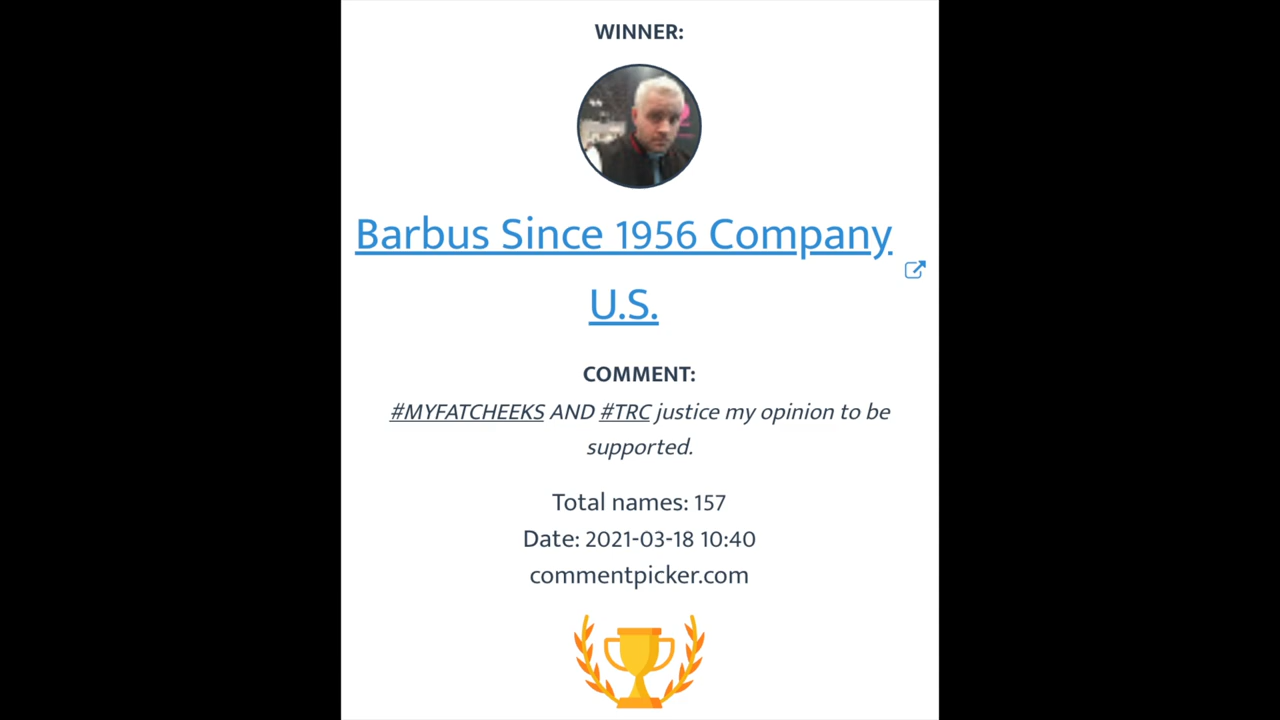 WINNER:
Barbus Since 1956 Company
U.S.
COMMENT:
#MYFATCHEEKS AND #TRC justice my opinion to be
supported.
Total names: 157
Date: 2021-03-18 10:40
commentpicker.com